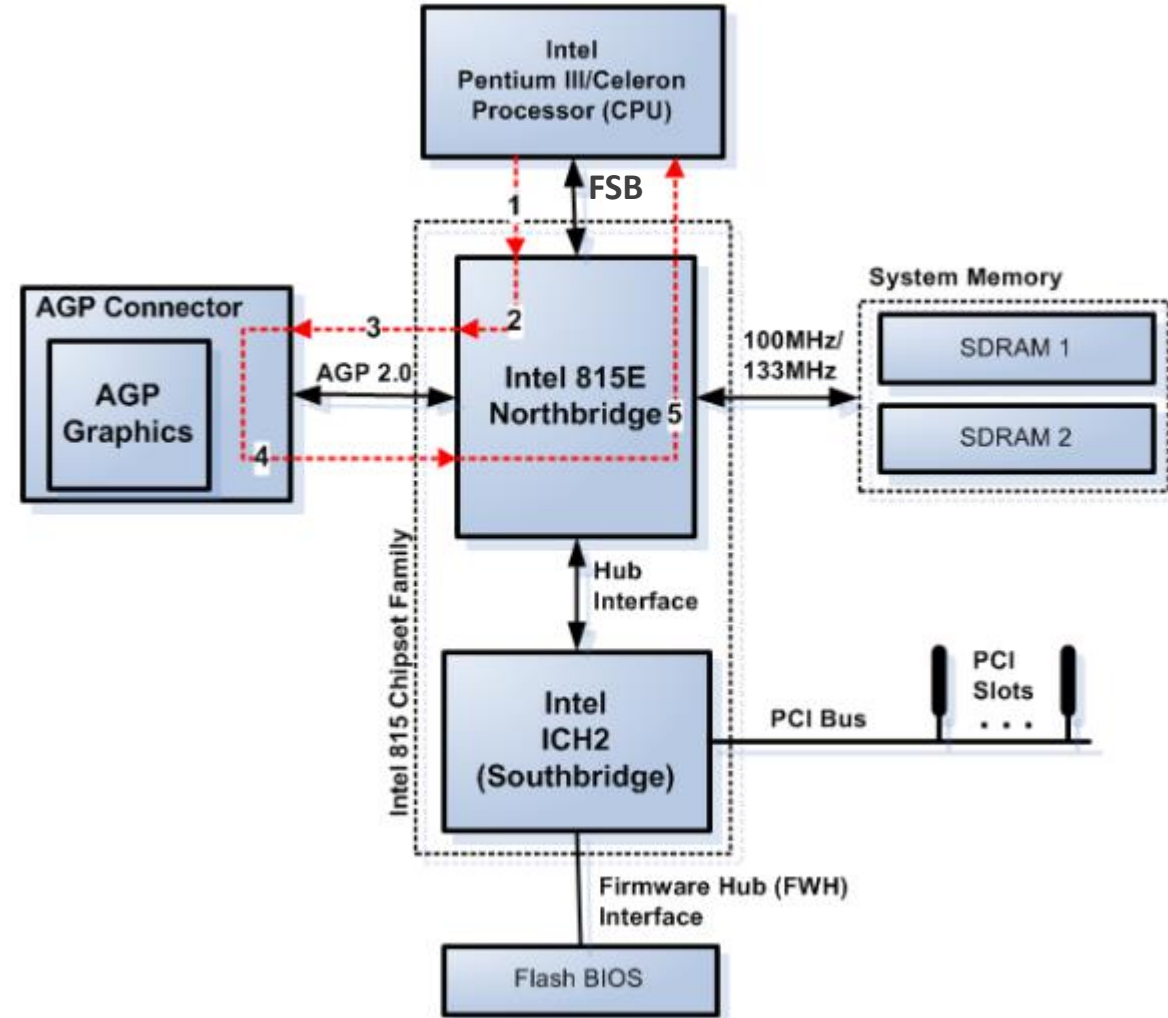 Intel
Pentium III/Celeron
Processor (CPU)
FSB
1
2
3
4
5
AGP Connector
AGP
Graphics
AGP 2.0
Intel 815E
Northbridge
100MHz/
133MHz
System Memory
SDRAM 1
SDRAM 2
Intel 815 Chipset Family
Hub
Interface
Intel
ICH2
(Southbridge)
PCI Bus
PCI
Slots
. . .
Firmware Hub (FWH)
Interface
Flash BIOS